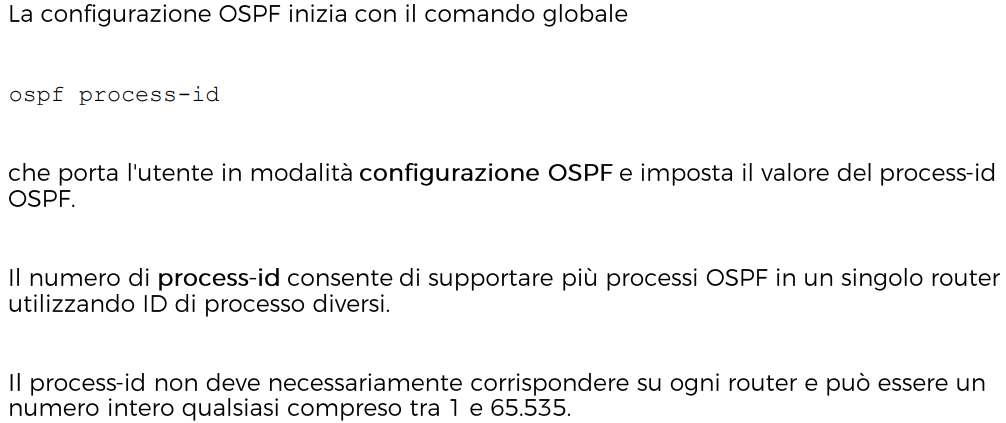 La configurazione OSPF inizia con il comando globale
ospf process-id
che porta l'utente in modalità configurazione OSPF e imposta il valore del process-id
OSPF.
Il numero di process-id consente di supportare più processi OSPF in un singolo router
utilizzando ID di processo diversi.
Il process-id non deve necessariamente corrispondere su ogni router e può essere un
numero intero qualsiasi compreso tra 1 e 65.535.